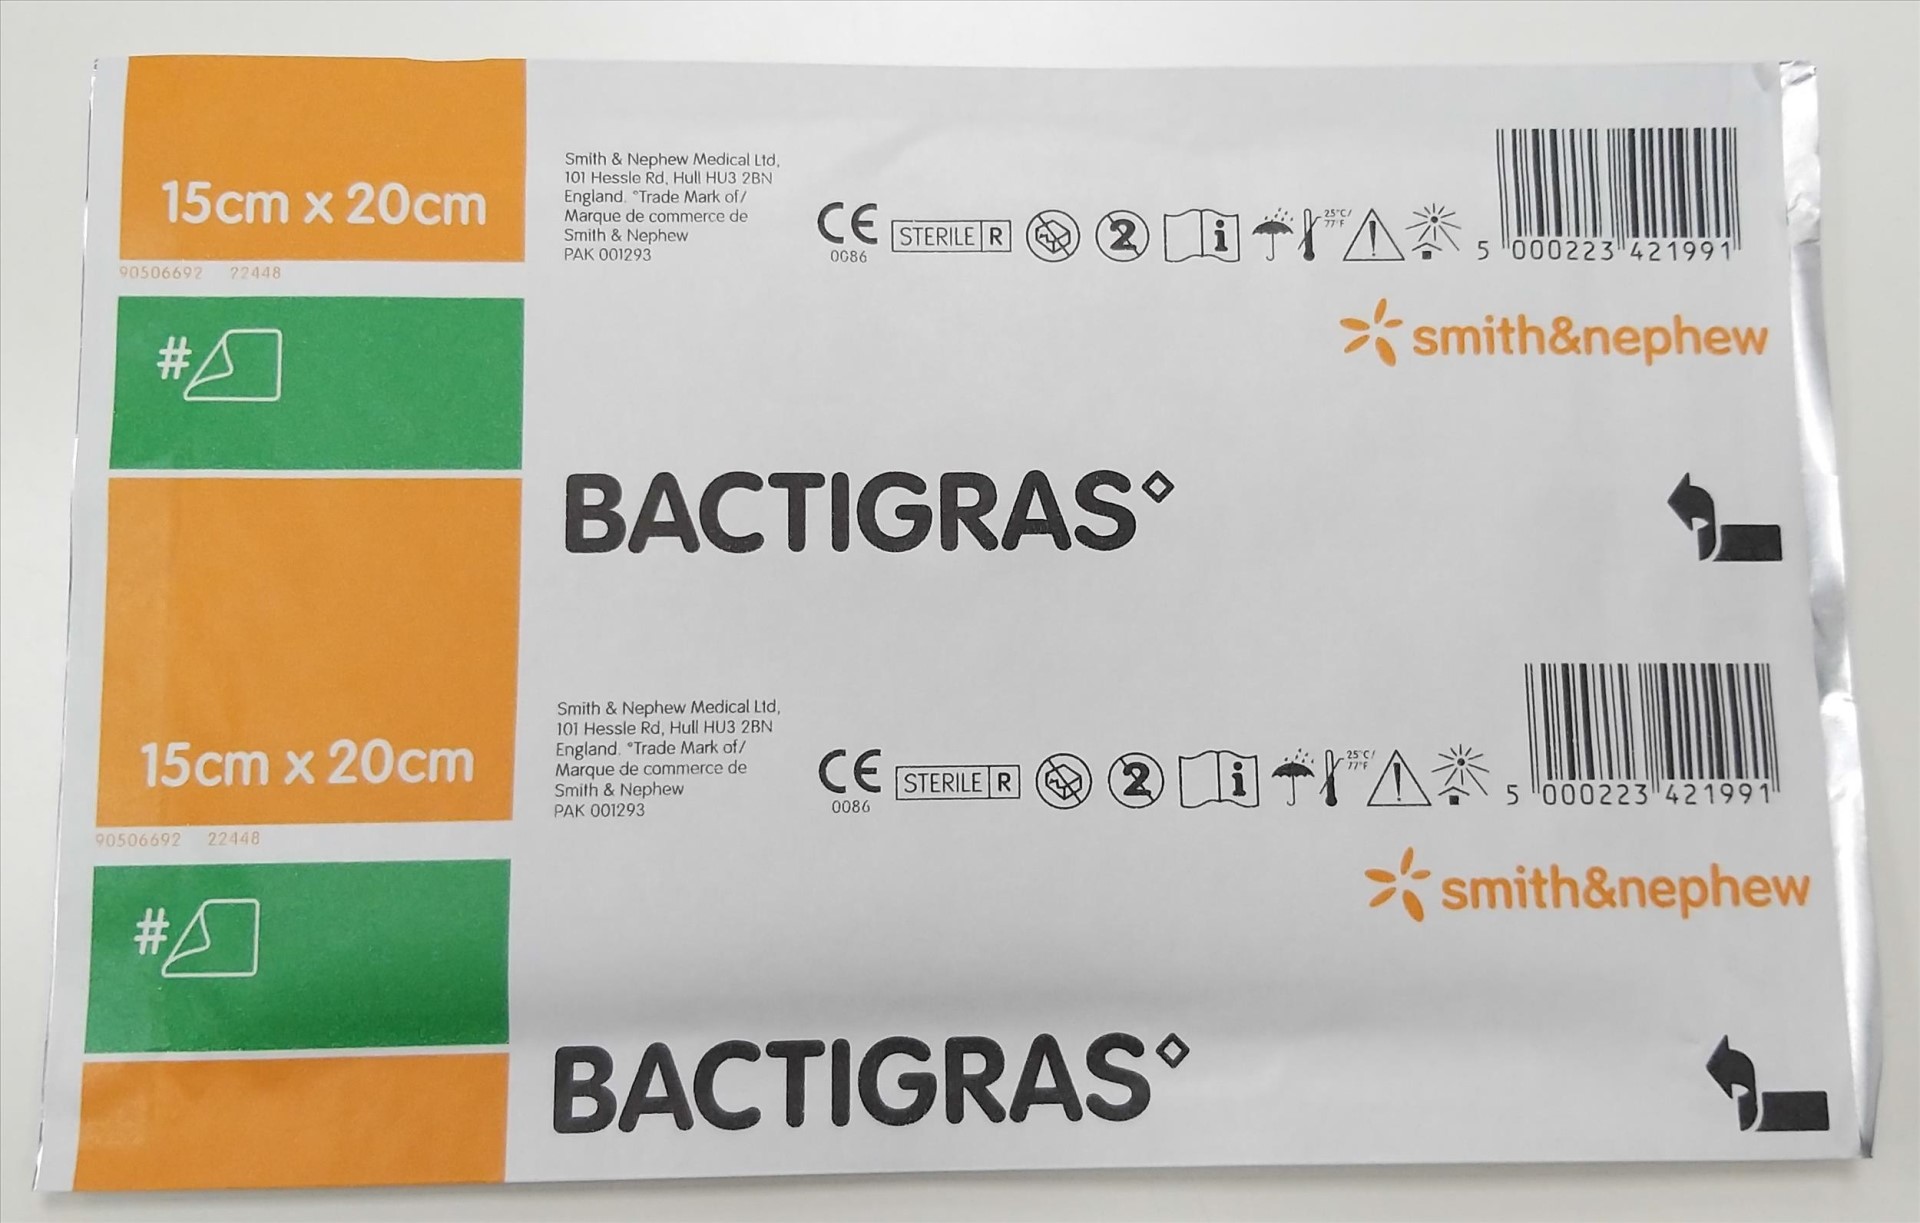 15cm x 20cm
90506692 22448
#
Smith & Nephew Medical Ltd,
101 Hessle Rd, Hull HU3 2BN
England. °Trade Mark of/
Marque de commerce de
Smith & Nephew
PAK 001293
CE
0086
STERILE R
2
i
25°C/
77°F
!
5 000223 421991
smith&nephew
BACTIGRAS◊
15cm x 20cm
90506692 22448
#
Smith & Nephew Medical Ltd,
101 Hessle Rd, Hull HU3 2BN
England. °Trade Mark of/
Marque de commerce de
Smith & Nephew
PAK 001293
CE
0086
STERILE R
2
i
25°C/
77°F
!
5 000223 421991
smith&nephew
BACTIGRAS◊